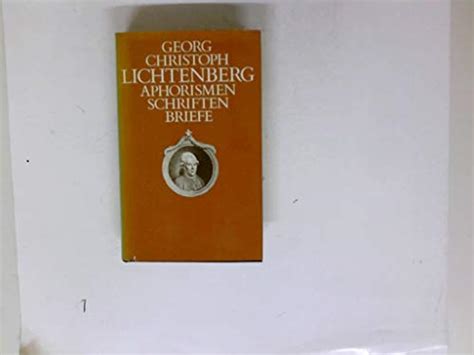 GEORG
CHRISTOPH
LICHTENBERG
APHORISMEN
SCHRIFTEN
BRIEFE